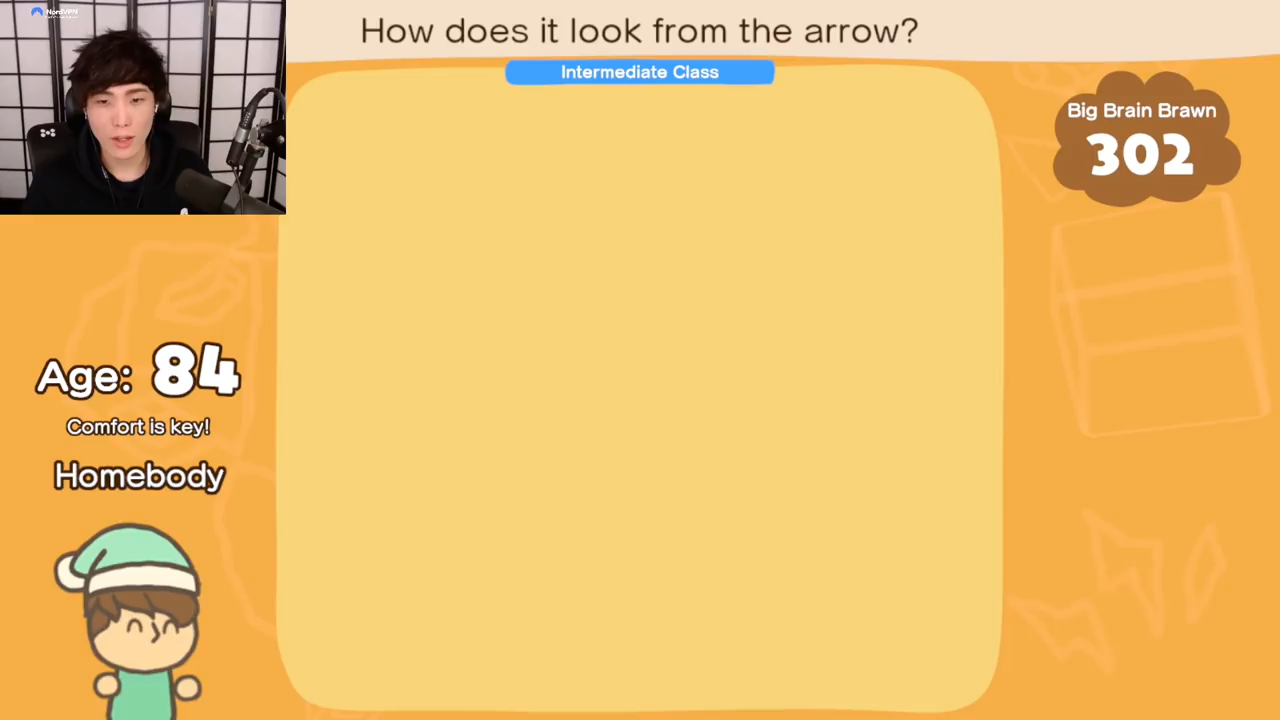 NordVPN
How does it look from the arrow?
Intermediate Class
Big Brain Brawn
302
Age: 84
Comfort is key!
Homebody